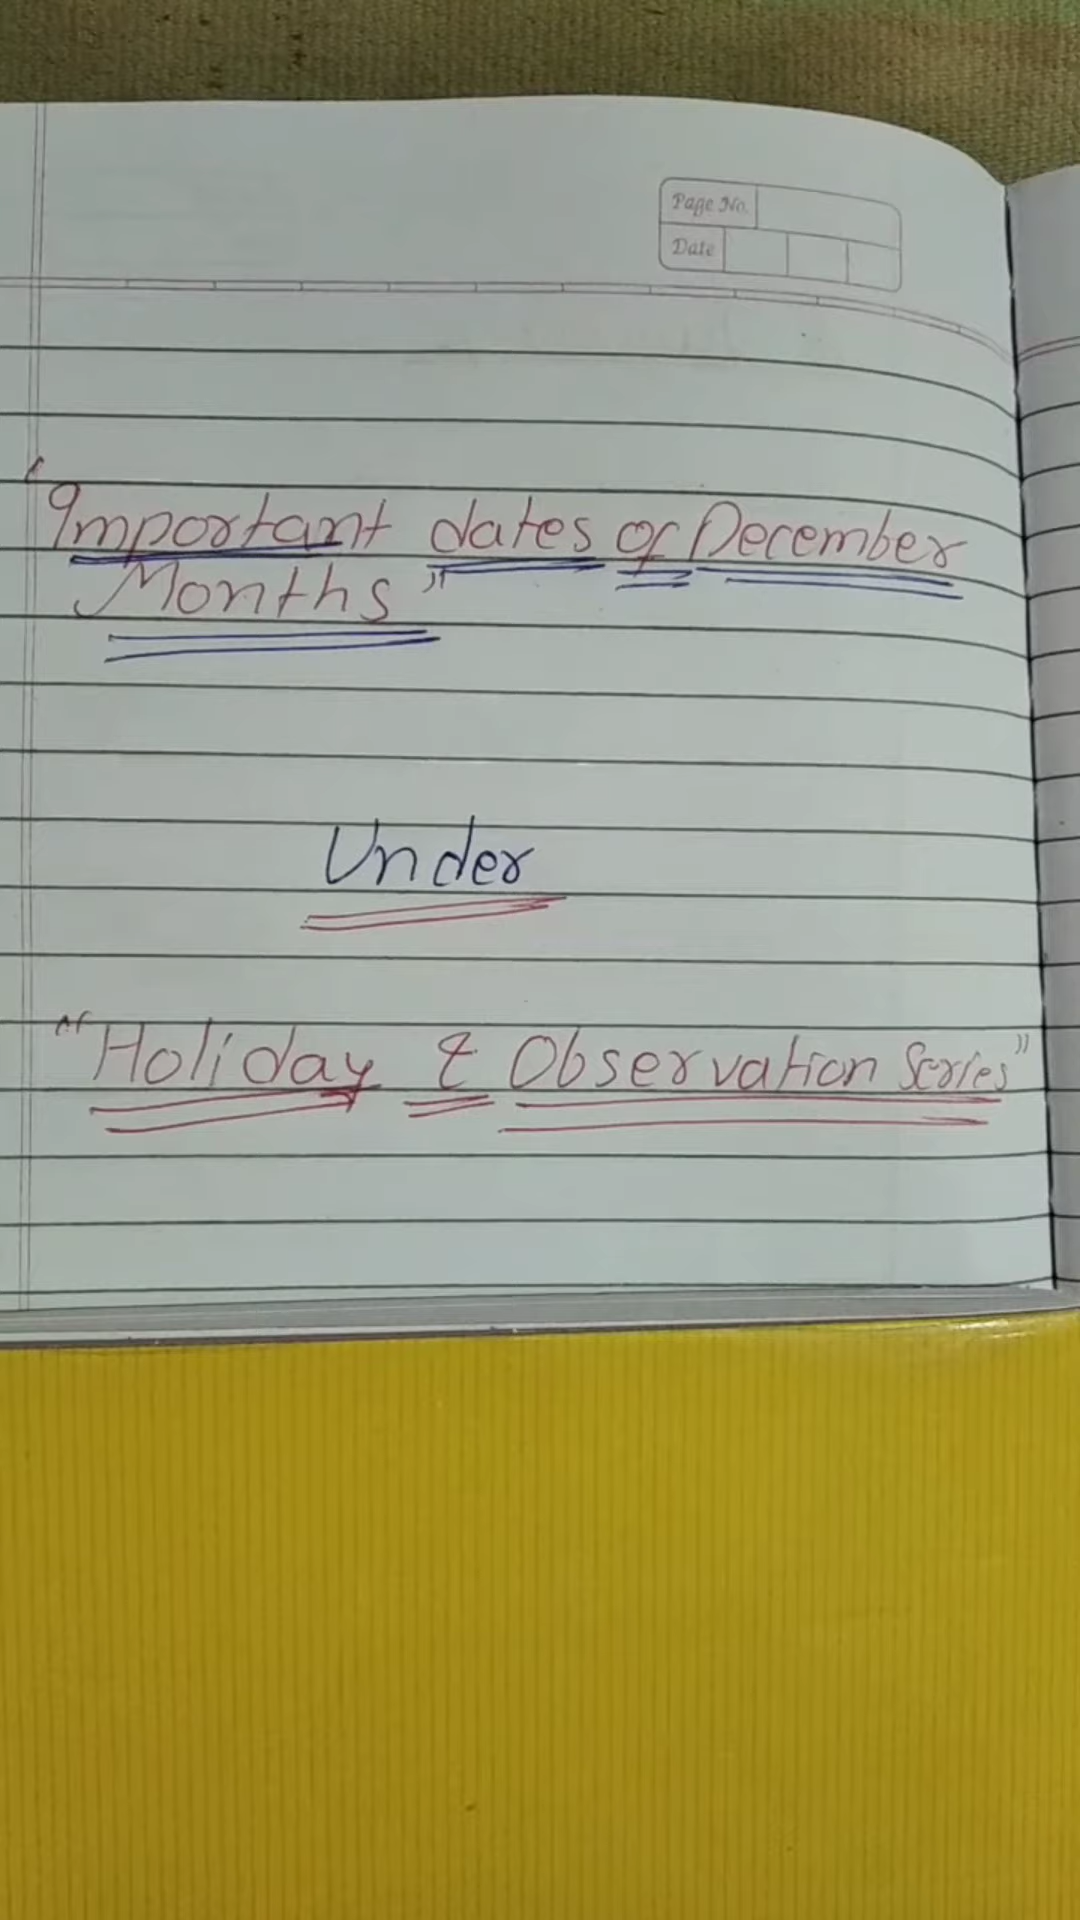 Page No.
Date
"Important dates of December
Months"
Under
"Holiday & Observation Series"